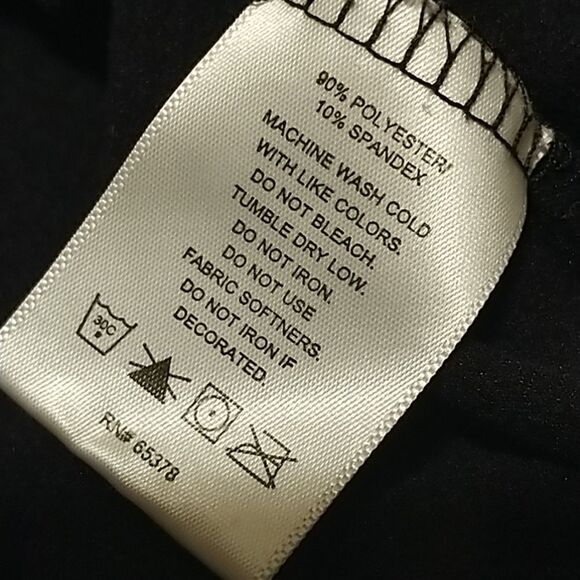 90% POLYESTER/
10% SPANDEX
MACHINE WASH COLD
WITH LIKE COLORS.
DO NOT BLEACH.
TUMBLE DRY LOW.
DO NOT IRON.
DO NOT USE
FABRIC SOFTNERS.
DO NOT IRON IF
DECORATED.
30C
RN# 65378